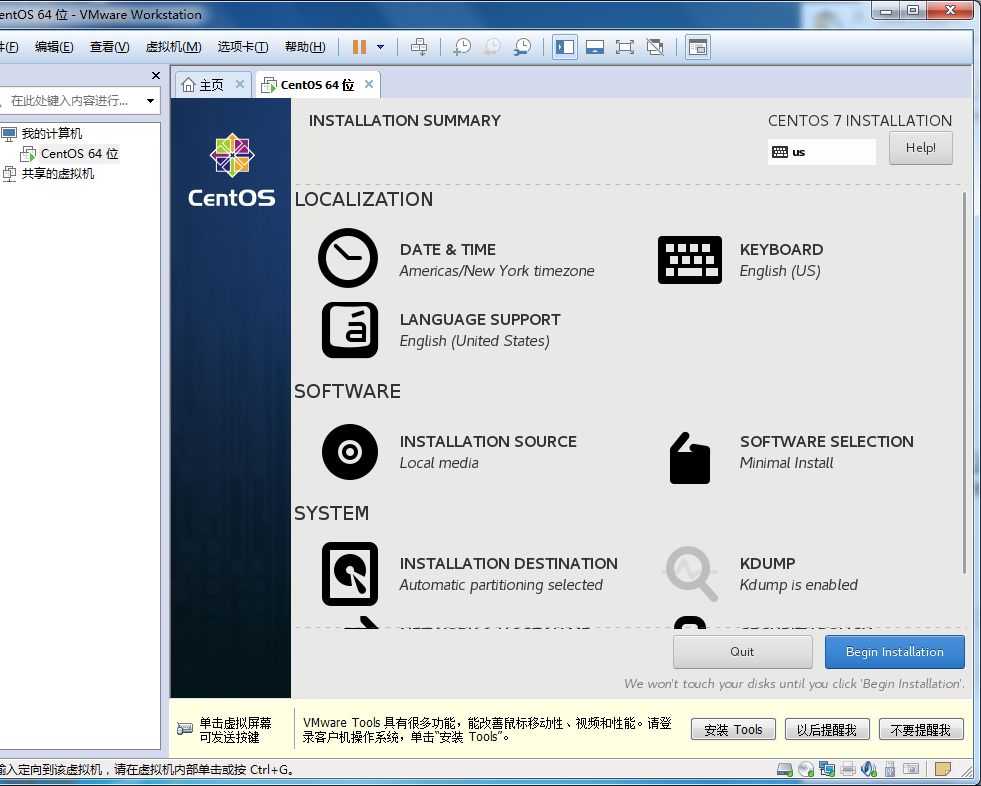 entOS 64 位 - VMware Workstation
件(F) 编辑(E) 查看(V) 虚拟机(M) 选项卡(T) 帮助(H)
在此处键入内容进行...
主页
CentOS 64 位
我的计算机
CentOS 64 位
共享的虚拟机
CentOS
INSTALLATION SUMMARY
CENTOS 7 INSTALLATION
us
Help!
LOCALIZATION
DATE & TIME
Americas/New York timezone
KEYBOARD
English (US)
LANGUAGE SUPPORT
English (United States)
SOFTWARE
INSTALLATION SOURCE
Local media
SOFTWARE SELECTION
Minimal Install
SYSTEM
INSTALLATION DESTINATION
Automatic partitioning selected
KDUMP
Kdump is enabled
Quit
Begin Installation
We won't touch your disks until you click 'Begin Installation'.
单击虚拟屏幕
可发送按键
VMware Tools 具有很多功能，能改善鼠标移动性、视频和性能。请登
录客户机操作系统，单击“安装 Tools”。
安装 Tools
以后提醒我
不要提醒我
输入定向到该虚拟机，请在虚拟机内部单击或按 Ctrl+G。